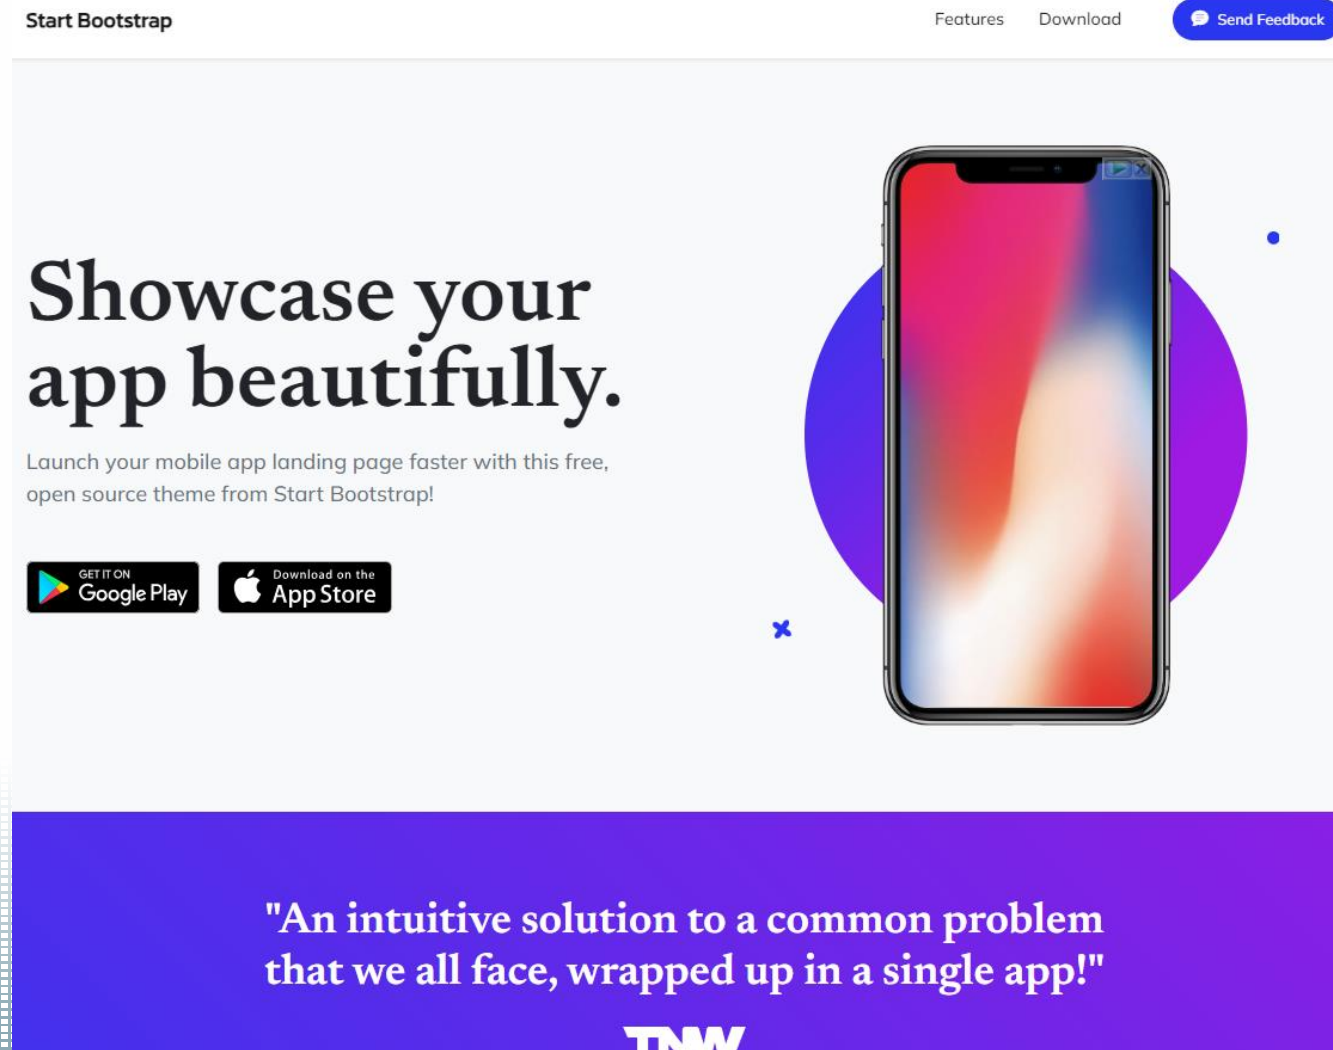 Start Bootstrap
Features
Download
Send Feedback
Showcase your
app beautifully.
Launch your mobile app landing page faster with this free,
open source theme from Start Bootstrap!
GET IT ON
Google Play
Download on the
App Store
"An intuitive solution to a common problem
that we all face, wrapped up in a single app!"
TNW